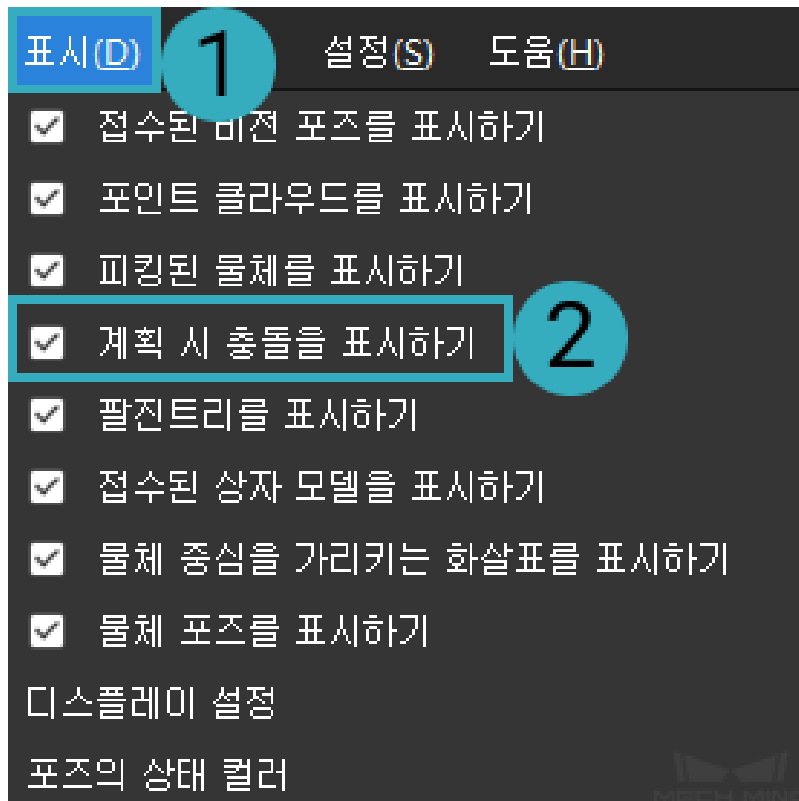 표시(D) 1 설정(S) 도움(H)
접수된 비전 포즈를 표시하기
포인트 클라우드를 표시하기
피킹된 물체를 표시하기
계획 시 충돌을 표시하기 2
팔진트리를 표시하기
접수된 상자 모델을 표시하기
물체 중심을 가리키는 화살표를 표시하기
물체 포즈를 표시하기
디스플레이 설정
포즈의 상태 컬러
MECH MIND